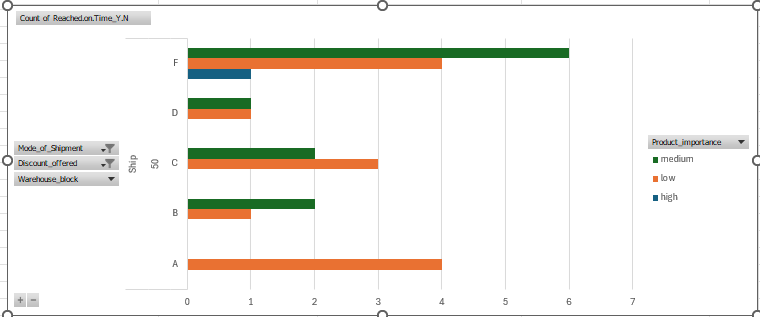 Count of Reached.on.Time_Y.N
F
D
C
B
A
Ship
50
Mode_of_Shipment
Discount_offered
Warehouse_block
0 1 2 3 4 5 6 7
Product_importance
medium
low
high
+ −